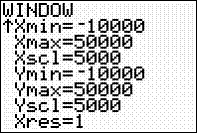 WINDOW
↑Xmin=-10000
Xmax=50000
Xscl=5000
Ymin=-10000
Ymax=50000
Yscl=5000
Xres=1